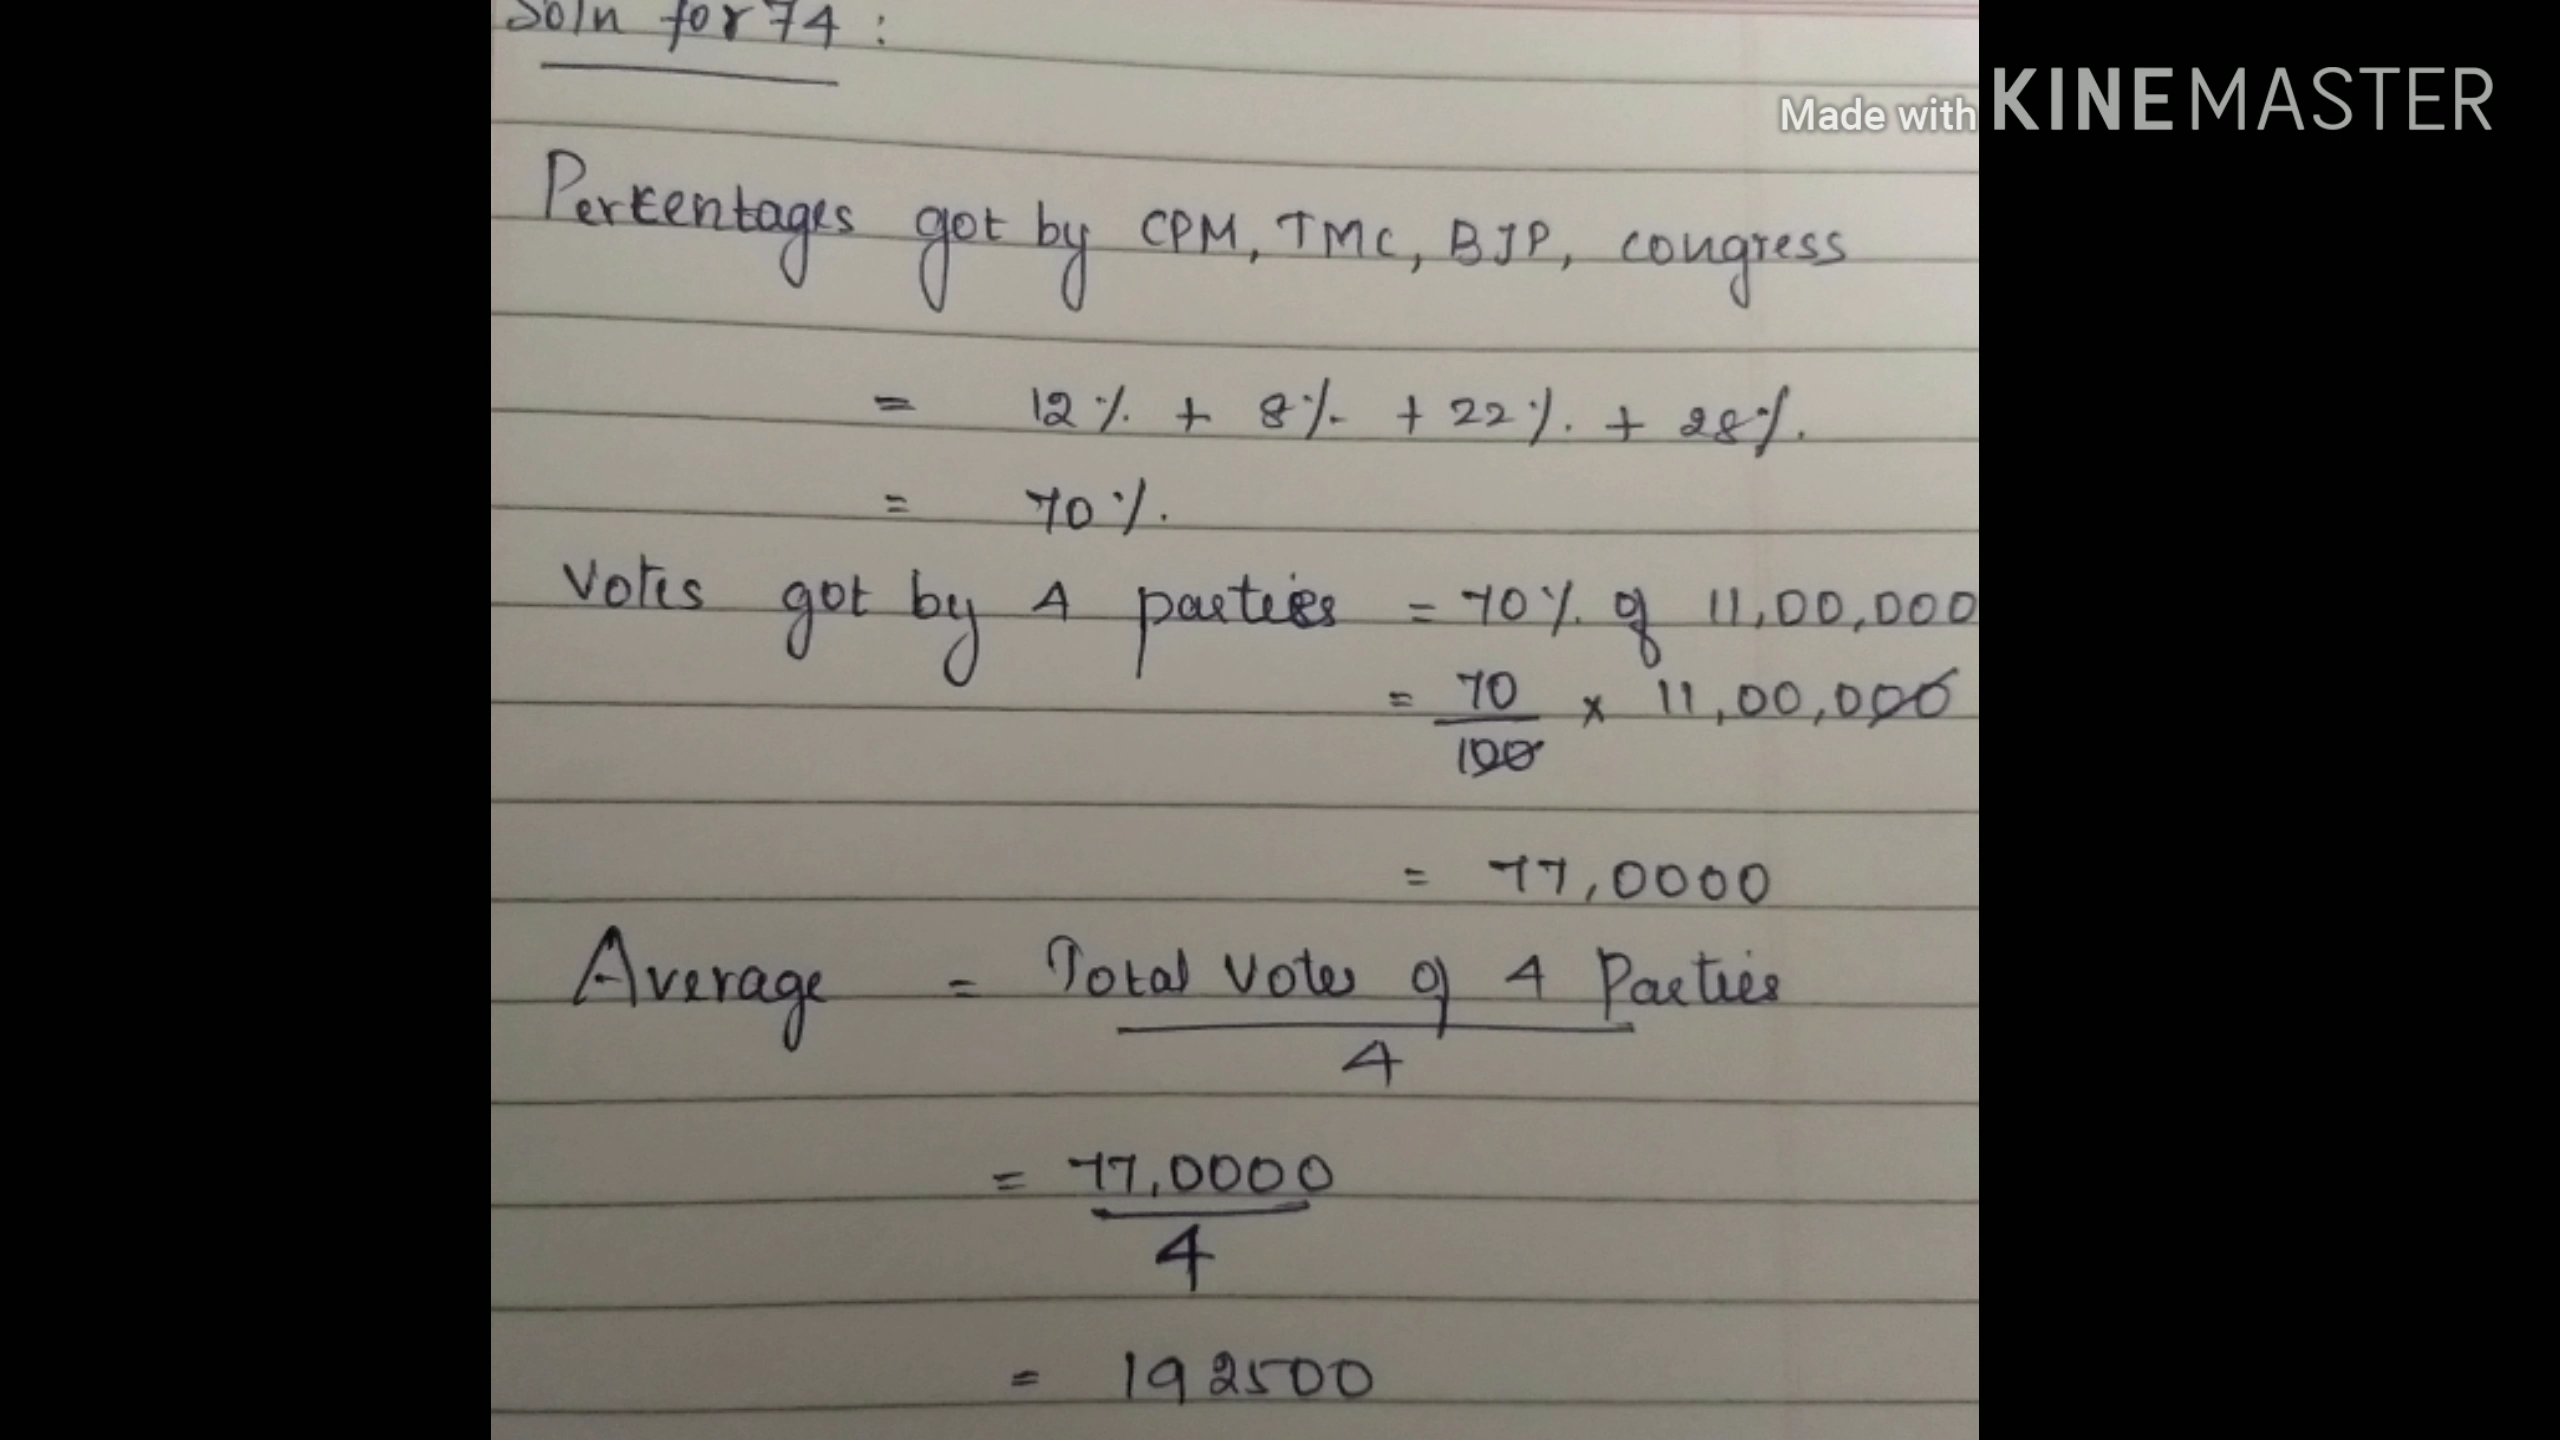 Soln for 74 :
Made with KINEMASTER
Percentages got by CPM, TMC, BJP, congress
= 12% + 8% + 22% + 28%.
= 70%.
Votes got by 4 parties = 70% of 11,00,000
= 70/100 x 11,00,000
= 77,0000
Average = Total Votes of 4 Parties
4
= 77,0000
4
= 192500